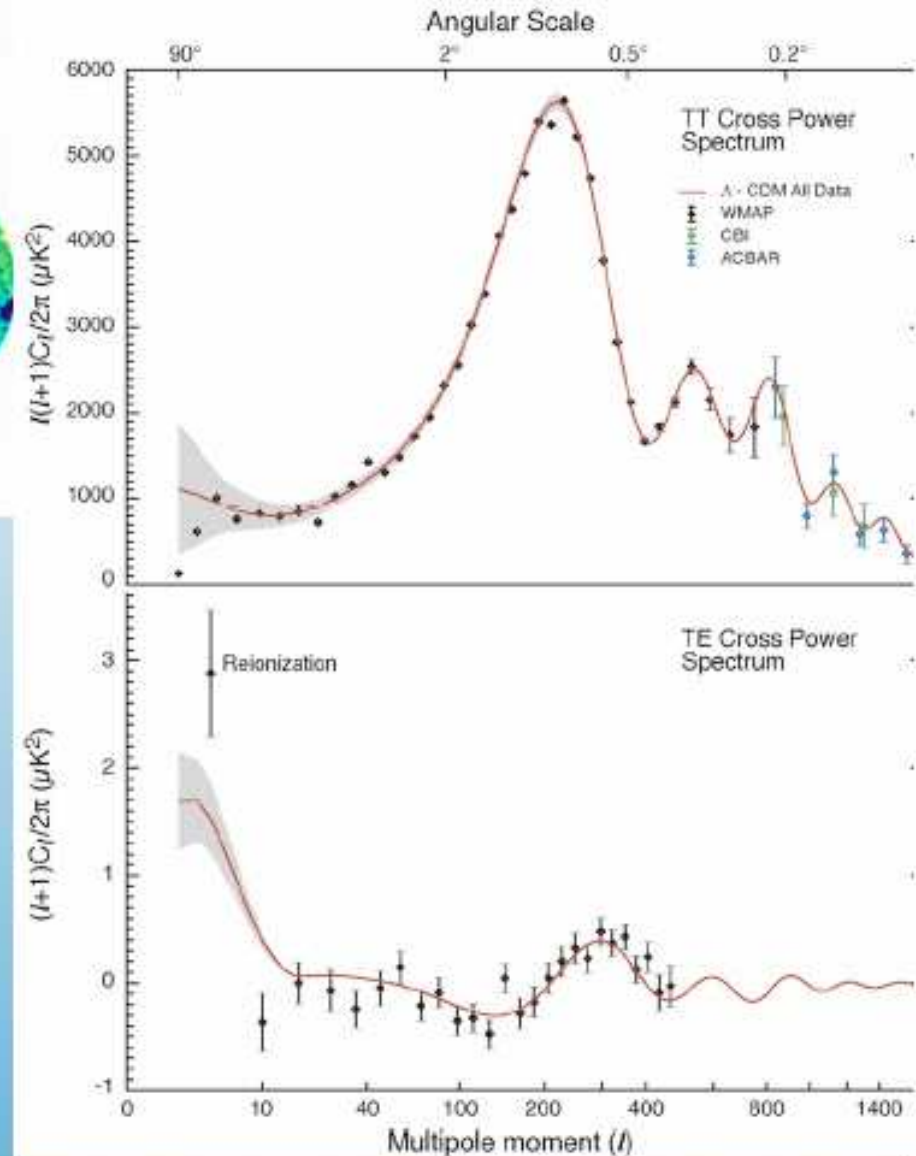 Angular Scale
90° 2° 0.5° 0.2°
6000
5000
4000
3000
2000
1000
0
l(l+1)Cl/2π (μK²)
TT Cross Power
Spectrum
Λ - CDM All Data
WMAP
CBI
ACBAR
3
2
1
0
-1
(l+1)Cl/2π (μK²)
Reionization
TE Cross Power
Spectrum
0 10 40 100 200 400 800 1400
Multipole moment (l)